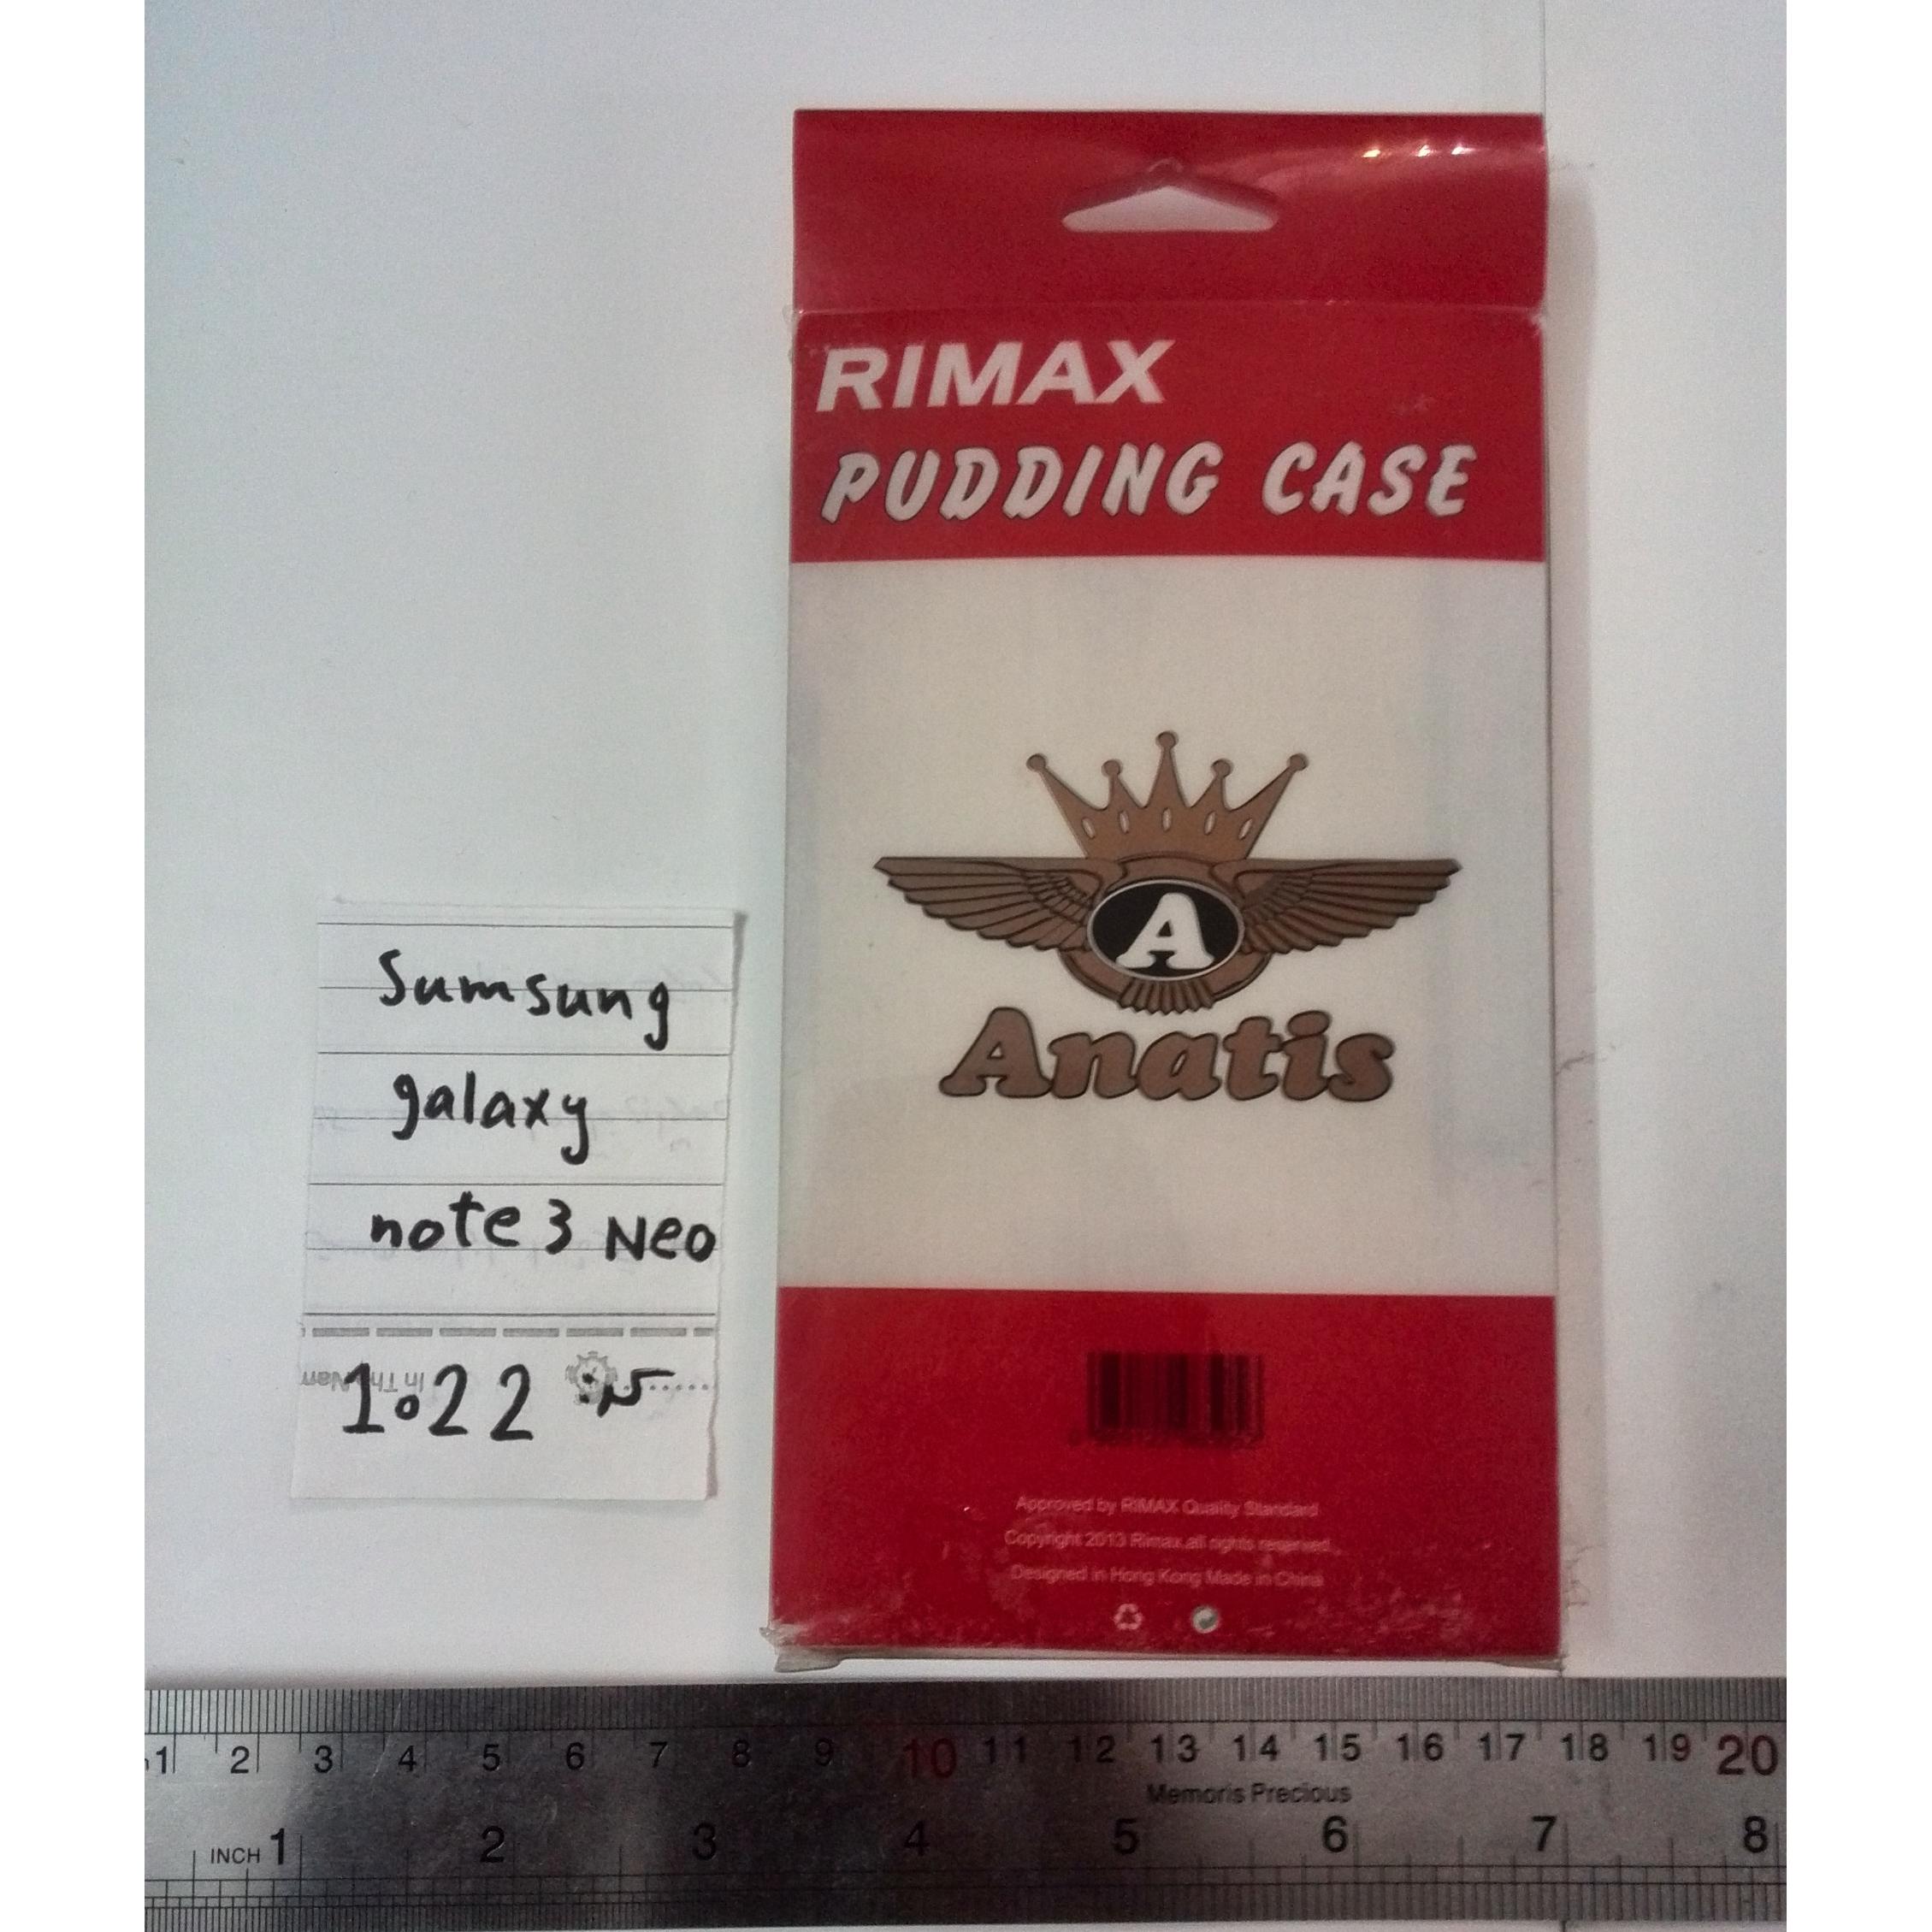 RIMAX
PUDDING CASE
A
Anatis
Sumsung
galaxy
note 3 Neo
In The Nam
1022
Approved by RIMAX Quality Standard
Copyright 2013 Rimax.all rights reserved.
Designed in Hong Kong Made in China
1 2 3 4 5 6 7 8 9 10 11 12 13 14 15 16 17 18 19 20
Memoris Precious
INCH 1 2 3 4 5 6 7 8